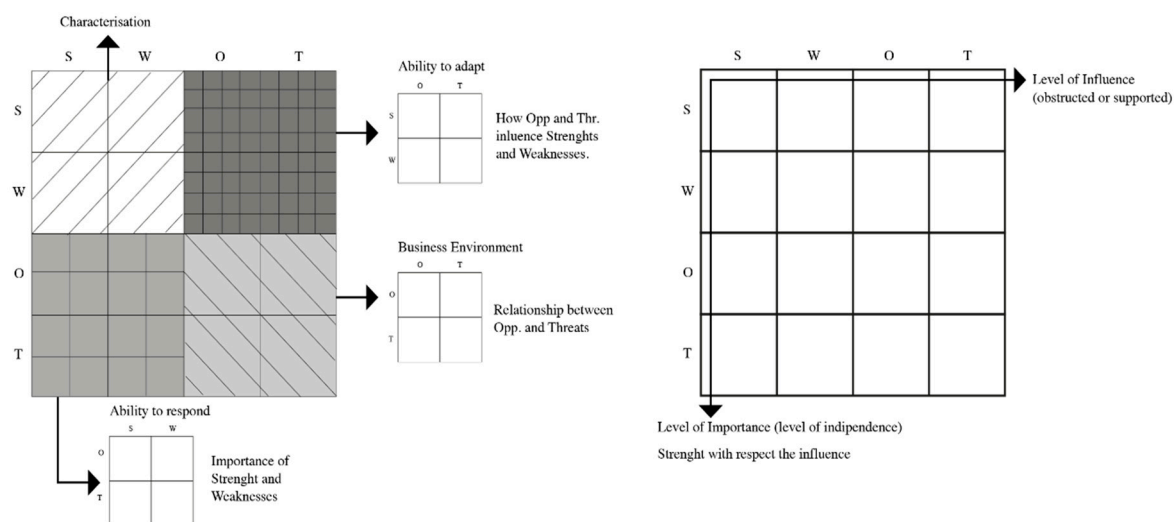 Characterisation
S W O T
S
W
O
T
Ability to adapt
O T
S
W
How Opp and Thr.
inluence Strenghts
and Weaknesses.
Business Environment
O T
O
T
Relationship between
Opp. and Threats
Ability to respond
S W
O
T
Importance of
Strenght and
Weaknesses
S W O T
S
W
O
T
Level of Influence
(obstructed or supported)
Level of Importance (level of indipendence)
Strenght with respect the influence